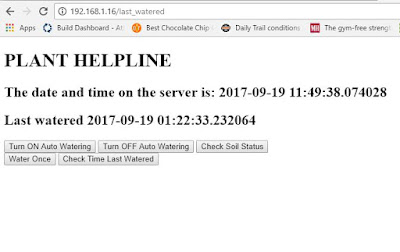 192.168.1.16/last_watered
Apps Build Dashboard - At Best Chocolate Chip Daily Trail conditions The gym-free streng
PLANT HELPLINE
The date and time on the server is: 2017-09-19 11:49:38.074028
Last watered 2017-09-19 01:22:33.232064
Turn ON Auto Watering Turn OFF Auto Watering Check Soil Status
Water Once Check Time Last Watered